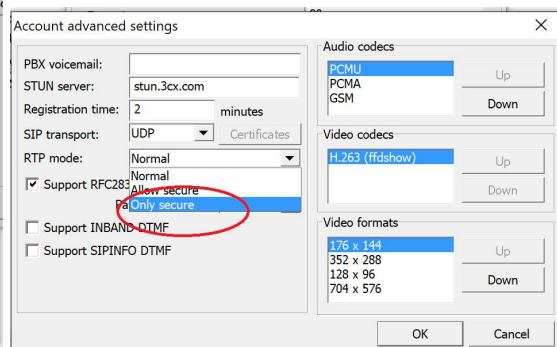 Account advanced settings
PBX voicemail:
STUN server: stun.3cx.com
Registration time: 2 minutes
SIP transport: UDP Certificates
RTP mode: Normal
Normal
Allow secure
Only secure
Support RFC283
Pa
Support INBAND DTMF
Support SIPINFO DTMF
Audio codecs
PCMU
PCMA
GSM
Up
Down
Video codecs
H.263 (ffdshow)
Up
Down
Video formats
176 x 144
352 x 288
128 x 96
704 x 576
Up
Down
OK Cancel